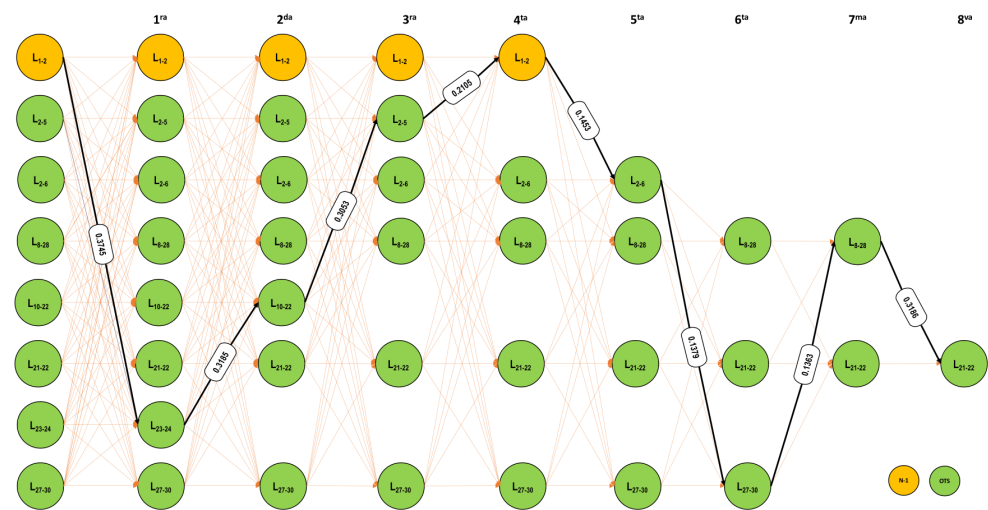 1ra 2da 3ra 4ta 5ta 6ta 7ma 8va
L1-2 L1-2 L1-2 L1-2 L1-2
0.2105
0.1453
L2-5 L2-5 L2-5 L2-5
L2-6 L2-6 L2-6 L2-6 L2-6 L2-6
0.3053
L8-28 L8-28 L8-28 L8-28 L8-28 L8-28 L8-28 L8-28
0.3745
L10-22 L10-22 L10-22
0.3186
0.1379
L21-22 L21-22 L21-22 L21-22 L21-22 L21-22 L21-22 L21-22 L21-22
0.3185
0.1363
L23-24 L23-24
L27-30 L27-30 L27-30 L27-30 L27-30 L27-30 L27-30
N-1 OTS